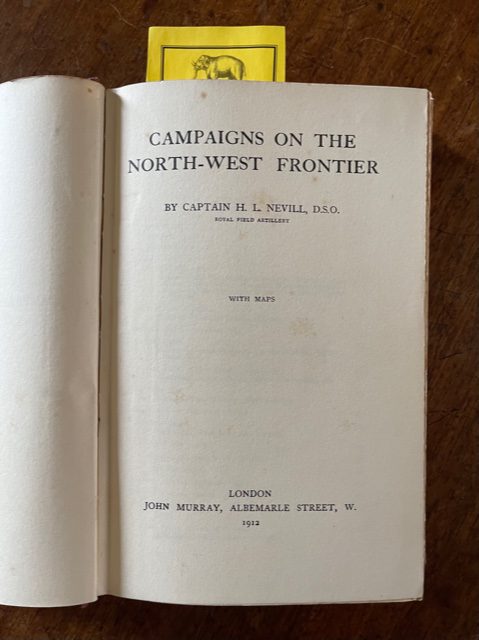 CAMPAIGNS ON THE
NORTH-WEST FRONTIER
BY CAPTAIN H. L. NEVILL, D.S.O.
ROYAL FIELD ARTILLERY
WITH MAPS
LONDON
JOHN MURRAY, ALBEMARLE STREET, W.
1912